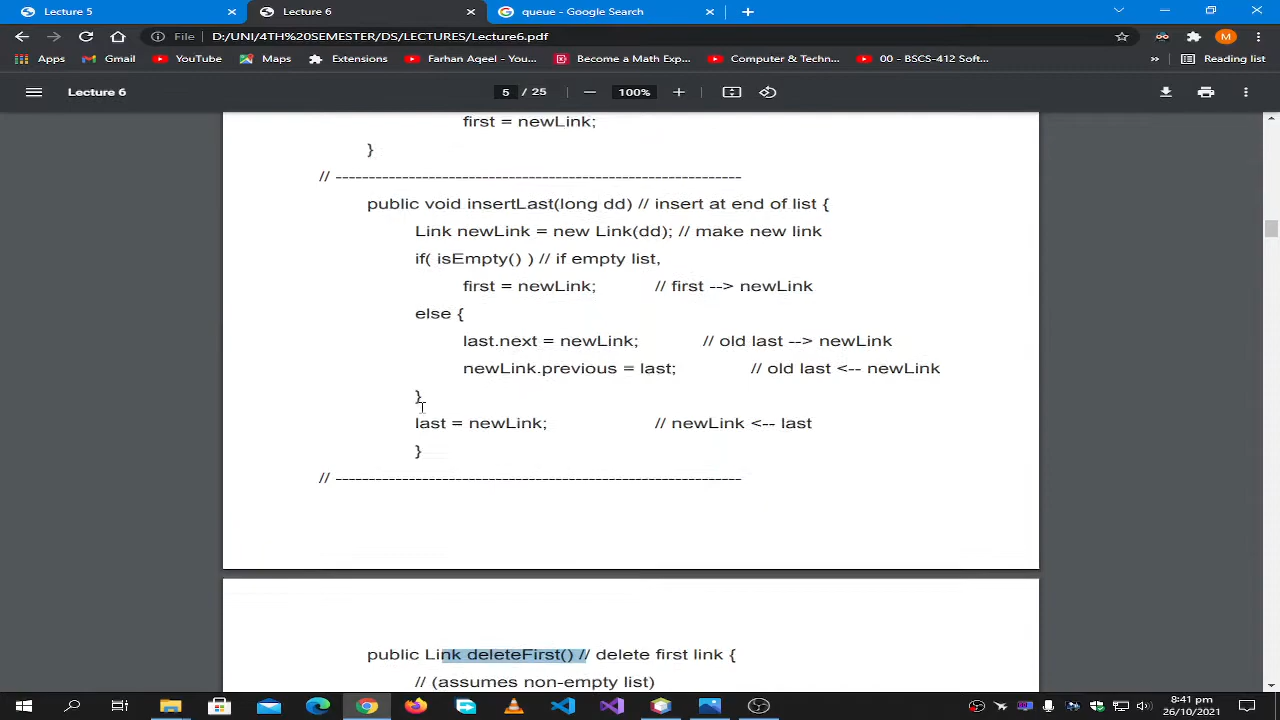 Lecture 5
Lecture 6
queue - Google Search
File
D:/UNI/4TH%20SEMESTER/DS/LECTURES/Lecture6.pdf
M
Apps
Gmail
YouTube
Maps
Extensions
Farhan Aqeel - You...
Become a Math Exp...
Computer & Techn...
00 - BSCS-412 Soft...
Reading list
Lecture 6
5 / 25
100%
first = newLink;
}
// -------------------------------------------------------------
public void insertLast(long dd) // insert at end of list {
Link newLink = new Link(dd); // make new link
if( isEmpty() ) // if empty list,
first = newLink; // first --> newLink
else {
last.next = newLink; // old last --> newLink
newLink.previous = last; // old last <-- newLink
}
last = newLink; // newLink <-- last
}
// -------------------------------------------------------------
public Link deleteFirst() // delete first link {
// (assumes non-empty list)
8:41 pm
26/10/2021